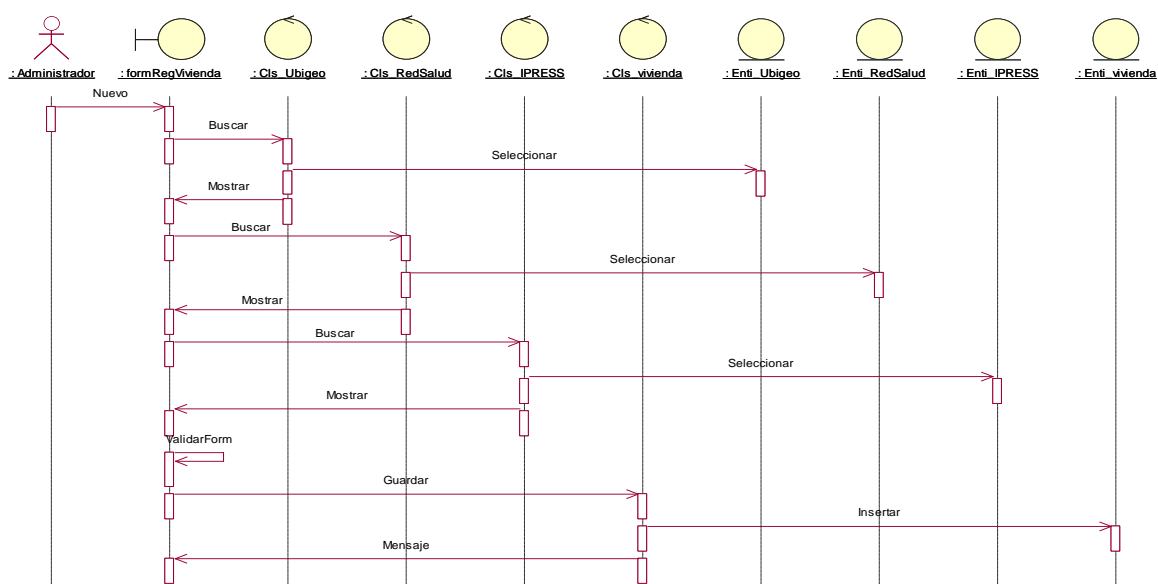 : Administrador
: formRegVivienda
: Cls_Ubigeo
: Cls_RedSalud
: Cls_IPRESS
: Cls_vivienda
: Enti_Ubigeo
: Enti_RedSalud
: Enti_IPRESS
: Enti_vivienda
Nuevo
Buscar
Seleccionar
Mostrar
Buscar
Seleccionar
Mostrar
Buscar
Seleccionar
Mostrar
ValidarForm
Guardar
Insertar
Mensaje